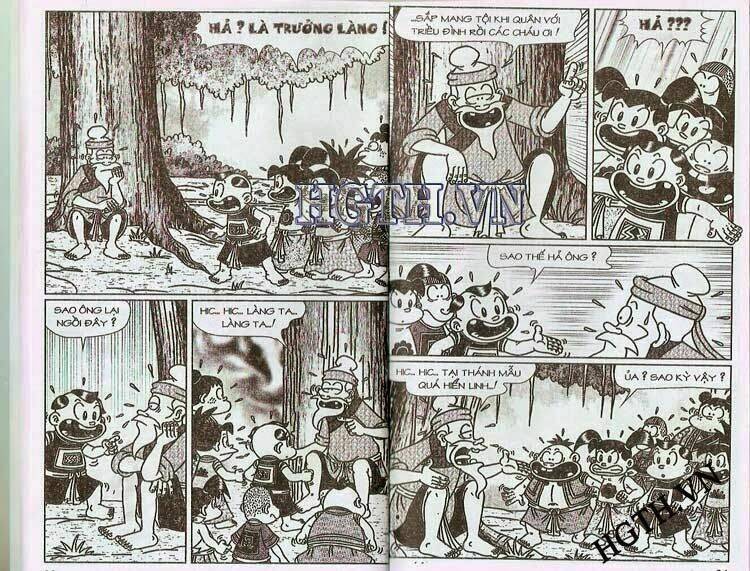 HẢ ? LÀ TRƯỞNG LÀNG !
SAO ÔNG LẠI
NGỒI ĐÂY ?
HIC... HIC... LÀNG TA...
LÀNG TA...!
...SẮP MANG TỘI KHI QUÂN VỚI
TRIỀU ĐÌNH RỒI CÁC CHÁU ƠI !
HẢ ???
SAO THẾ HẢ ÔNG ?
HIC... HIC... TẠI THÁNH MẪU
QUÁ HIỂN LINH...!
ỦA ? SAO KỲ VẬY ?
HGTH.VN
HGTH.VN